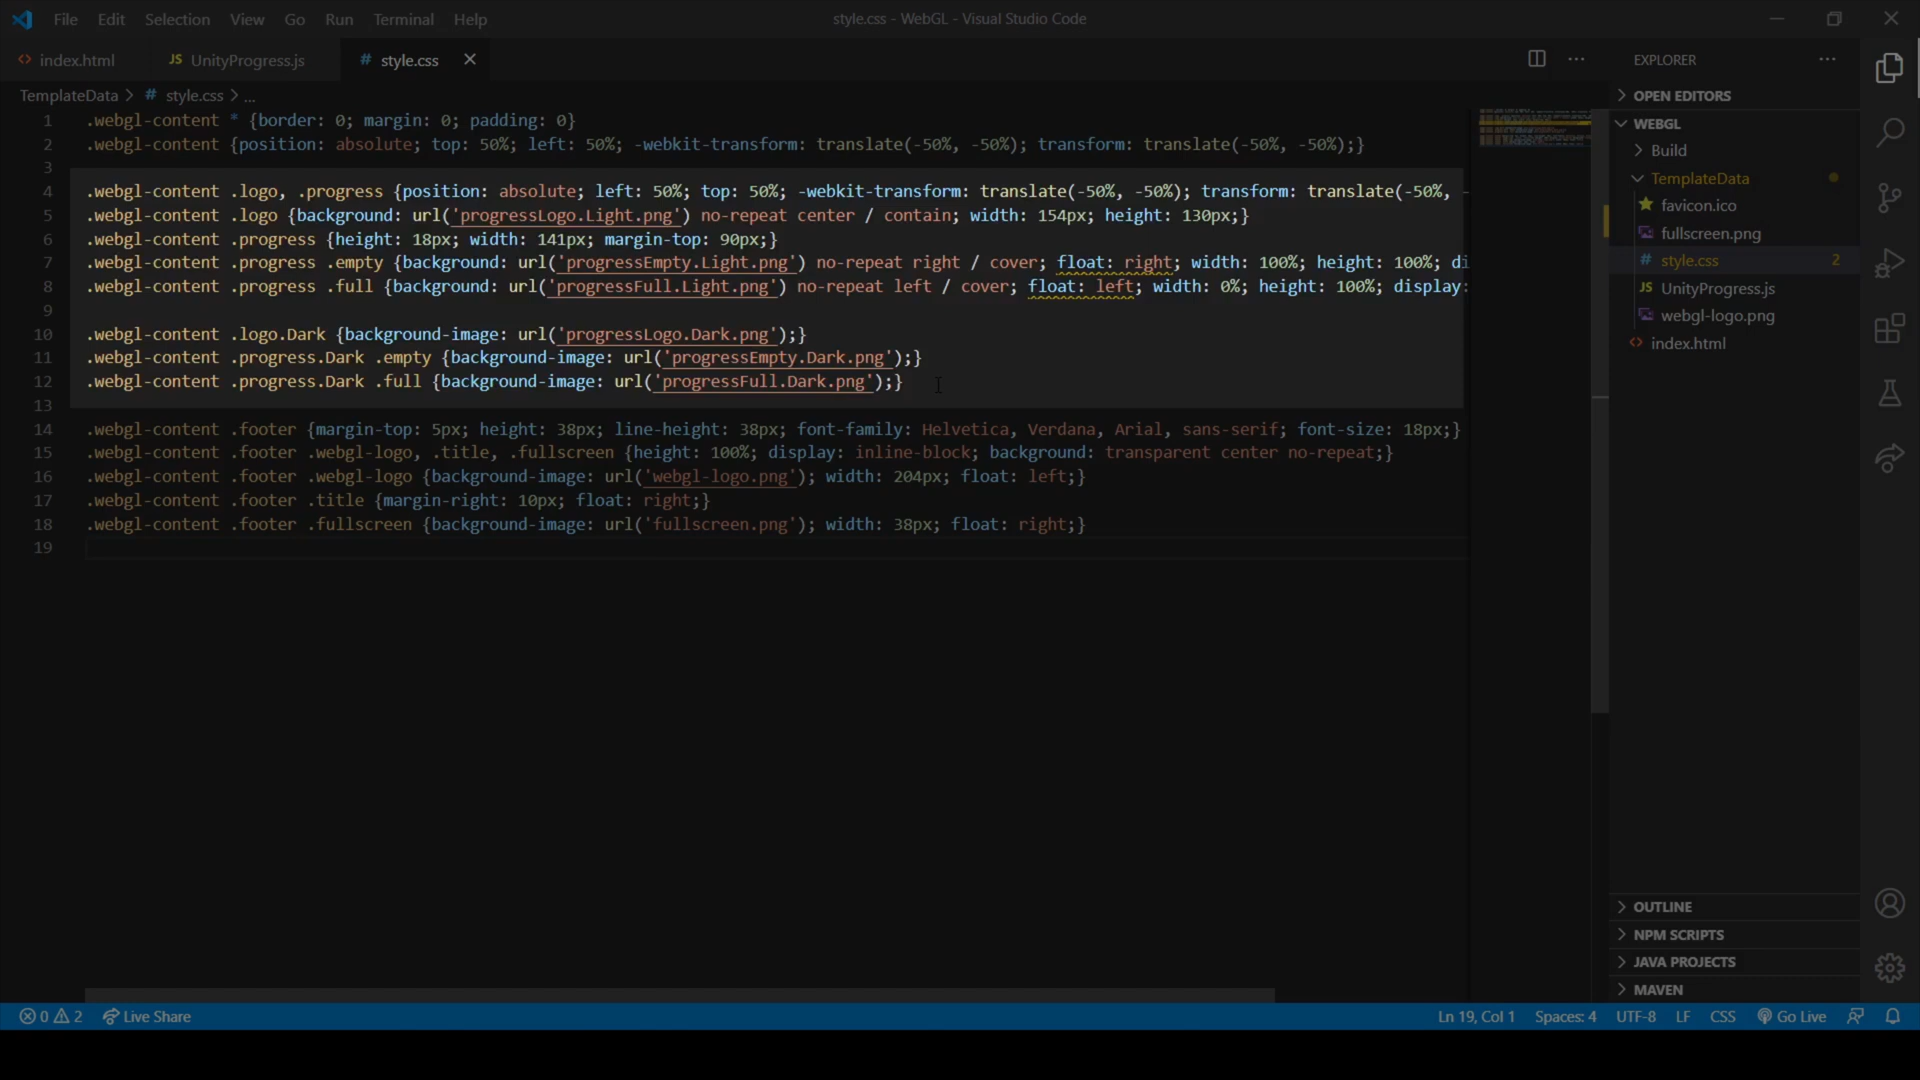 File Edit Selection View Go Run Terminal Help
style.css - WebGL - Visual Studio Code
index.html
JS UnityProgress.js
# style.css
TemplateData > # style.css > ...
1 .webgl-content * {border: 0; margin: 0; padding: 0}
2 .webgl-content {position: absolute; top: 50%; left: 50%; -webkit-transform: translate(-50%, -50%); transform: translate(-50%, -50%);}
3
4 .webgl-content .logo, .progress {position: absolute; left: 50%; top: 50%; -webkit-transform: translate(-50%, -50%); transform: translate(-50%, -
5 .webgl-content .logo {background: url('progressLogo.Light.png') no-repeat center / contain; width: 154px; height: 130px;}
6 .webgl-content .progress {height: 18px; width: 141px; margin-top: 90px;}
7 .webgl-content .progress .empty {background: url('progressEmpty.Light.png') no-repeat right / cover; float: right; width: 100%; height: 100%; di
8 .webgl-content .progress .full {background: url('progressFull.Light.png') no-repeat left / cover; float: left; width: 0%; height: 100%; display:
9
10 .webgl-content .logo.Dark {background-image: url('progressLogo.Dark.png');}
11 .webgl-content .progress.Dark .empty {background-image: url('progressEmpty.Dark.png');}
12 .webgl-content .progress.Dark .full {background-image: url('progressFull.Dark.png');}
13
14 .webgl-content .footer {margin-top: 5px; height: 38px; line-height: 38px; font-family: Helvetica, Verdana, Arial, sans-serif; font-size: 18px;}
15 .webgl-content .footer .webgl-logo, .title, .fullscreen {height: 100%; display: inline-block; background: transparent center no-repeat;}
16 .webgl-content .footer .webgl-logo {background-image: url('webgl-logo.png'); width: 204px; float: left;}
17 .webgl-content .footer .title {margin-right: 10px; float: right;}
18 .webgl-content .footer .fullscreen {background-image: url('fullscreen.png'); width: 38px; float: right;}
19
EXPLORER
OPEN EDITORS
WEBGL
Build
TemplateData
favicon.ico
fullscreen.png
# style.css 2
JS UnityProgress.js
webgl-logo.png
index.html
OUTLINE
NPM SCRIPTS
JAVA PROJECTS
MAVEN
0 2 Live Share
Ln 19, Col 1 Spaces: 4 UTF-8 LF CSS Go Live